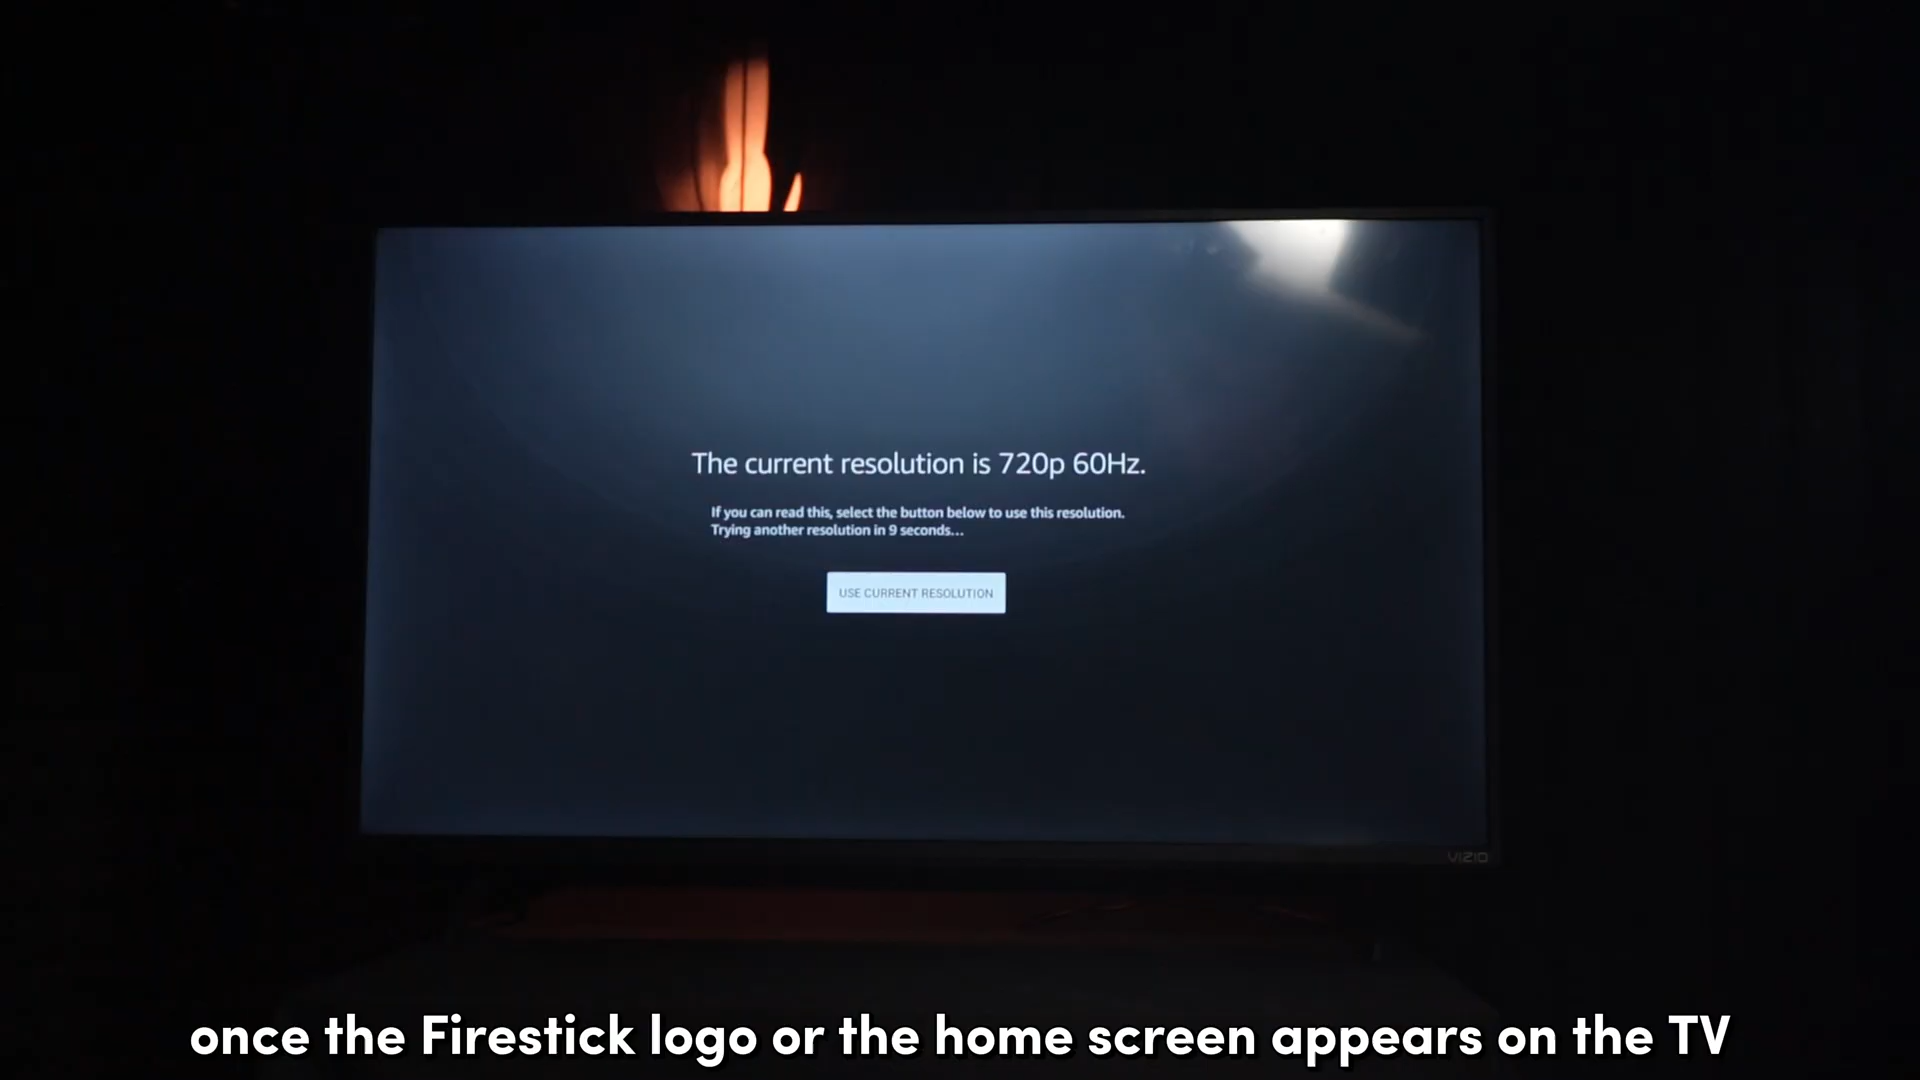 The current resolution is 720p 60Hz.
If you can read this, select the button below to use this resolution.
Trying another resolution in 9 seconds...
USE CURRENT RESOLUTION
VIZIO
once the Firestick logo or the home screen appears on the TV